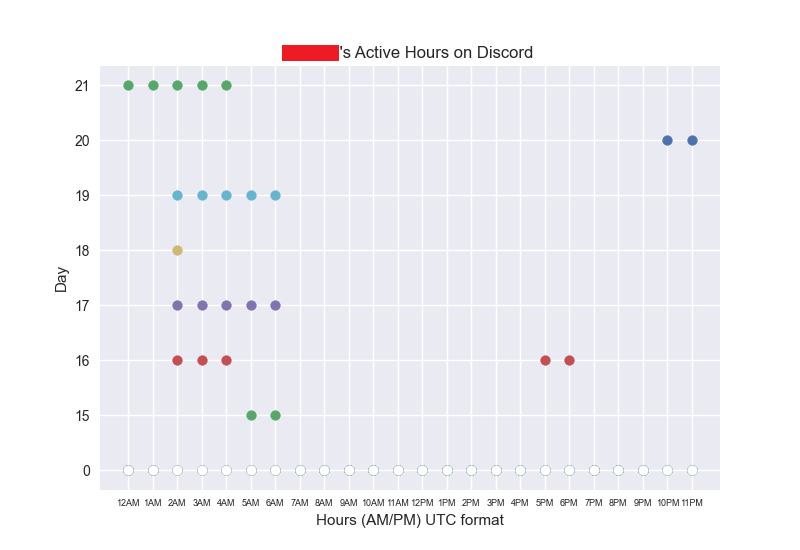 's Active Hours on Discord
21
20
19
18
17
16
15
0
Day
12AM 1AM 2AM 3AM 4AM 5AM 6AM 7AM 8AM 9AM 10AM 11AM 12PM 1PM 2PM 3PM 4PM 5PM 6PM 7PM 8PM 9PM 10PM 11PM
Hours (AM/PM) UTC format